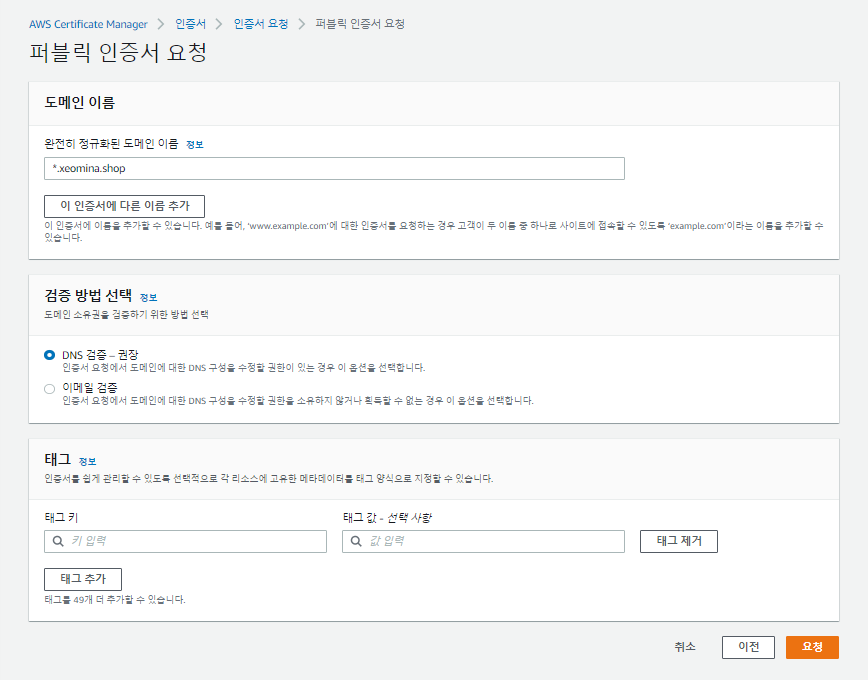 AWS Certificate Manager > 인증서 > 인증서 요청 > 퍼블릭 인증서 요청
퍼블릭 인증서 요청
도메인 이름
완전히 정규화된 도메인 이름 정보
*.xeomina.shop
이 인증서에 다른 이름 추가
이 인증서에 이름을 추가할 수 있습니다. 예를 들어, 'www.example.com'에 대한 인증서를 요청하는 경우 고객이 두 이름 중 하나로 사이트에 접속할 수 있도록 'example.com'이라는 이름을 추가할 수
있습니다.
검증 방법 선택 정보
도메인 소유권을 검증하기 위한 방법 선택
DNS 검증 – 권장
인증서 요청에서 도메인에 대한 DNS 구성을 수정할 권한이 있는 경우 이 옵션을 선택합니다.
이메일 검증
인증서 요청에서 도메인에 대한 DNS 구성을 수정할 권한을 소유하지 않거나 획득할 수 없는 경우 이 옵션을 선택합니다.
태그 정보
인증서를 쉽게 관리할 수 있도록 선택적으로 각 리소스에 고유한 메타데이터를 태그 양식으로 지정할 수 있습니다.
태그 키 태그 값 - 선택 사항
키 입력 값 입력 태그 제거
태그 추가
태그를 49개 더 추가할 수 있습니다.
취소 이전 요청